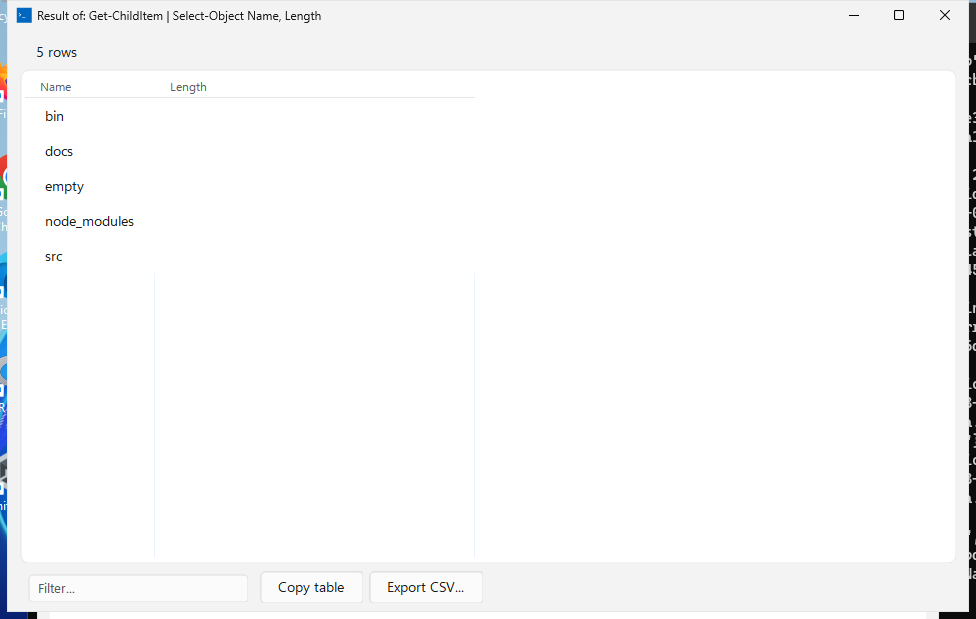 Result of: Get-ChildItem | Select-Object Name, Length
5 rows
Name Length
bin
docs
empty
node_modules
src
Filter...
Copy table Export CSV...